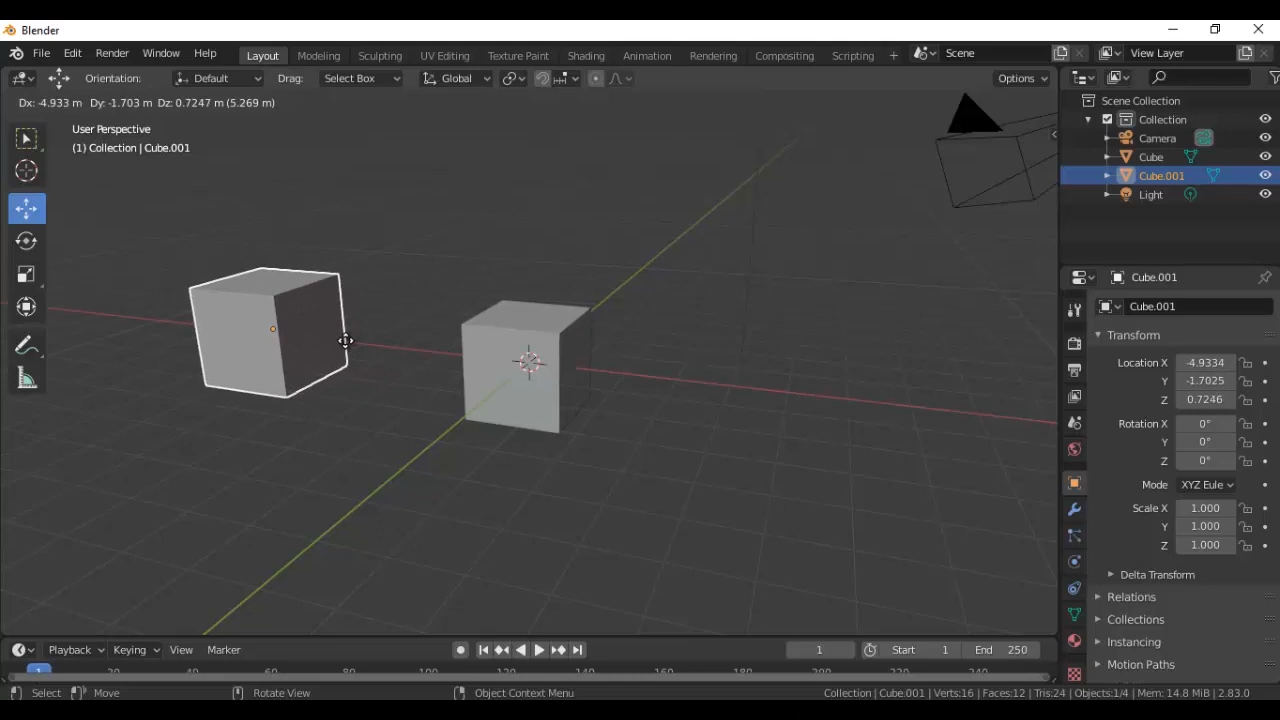 Blender
File Edit Render Window Help Layout Modeling Sculpting UV Editing Texture Paint Shading Animation Rendering Compositing Scripting + Scene View Layer
Orientation: Default Drag: Select Box Global Options
Dx: -4.933 m Dy: -1.703 m Dz: 0.7247 m (5.269 m)
User Perspective
(1) Collection | Cube.001
Scene Collection
Collection
Camera
Cube
Cube.001
Light
Cube.001
Cube.001
Transform
Location X -4.9334
Y -1.7025
Z 0.7246
Rotation X 0°
Y 0°
Z 0°
Mode XYZ Eule
Scale X 1.000
Y 1.000
Z 1.000
Delta Transform
Relations
Collections
Instancing
Motion Paths
Playback Keying View Marker 1 Start 1 End 250
1
Select Move Rotate View Object Context Menu Collection | Cube.001 | Verts:16 | Faces:12 | Tris:24 | Objects:1/4 | Mem: 14.8 MiB | 2.83.0